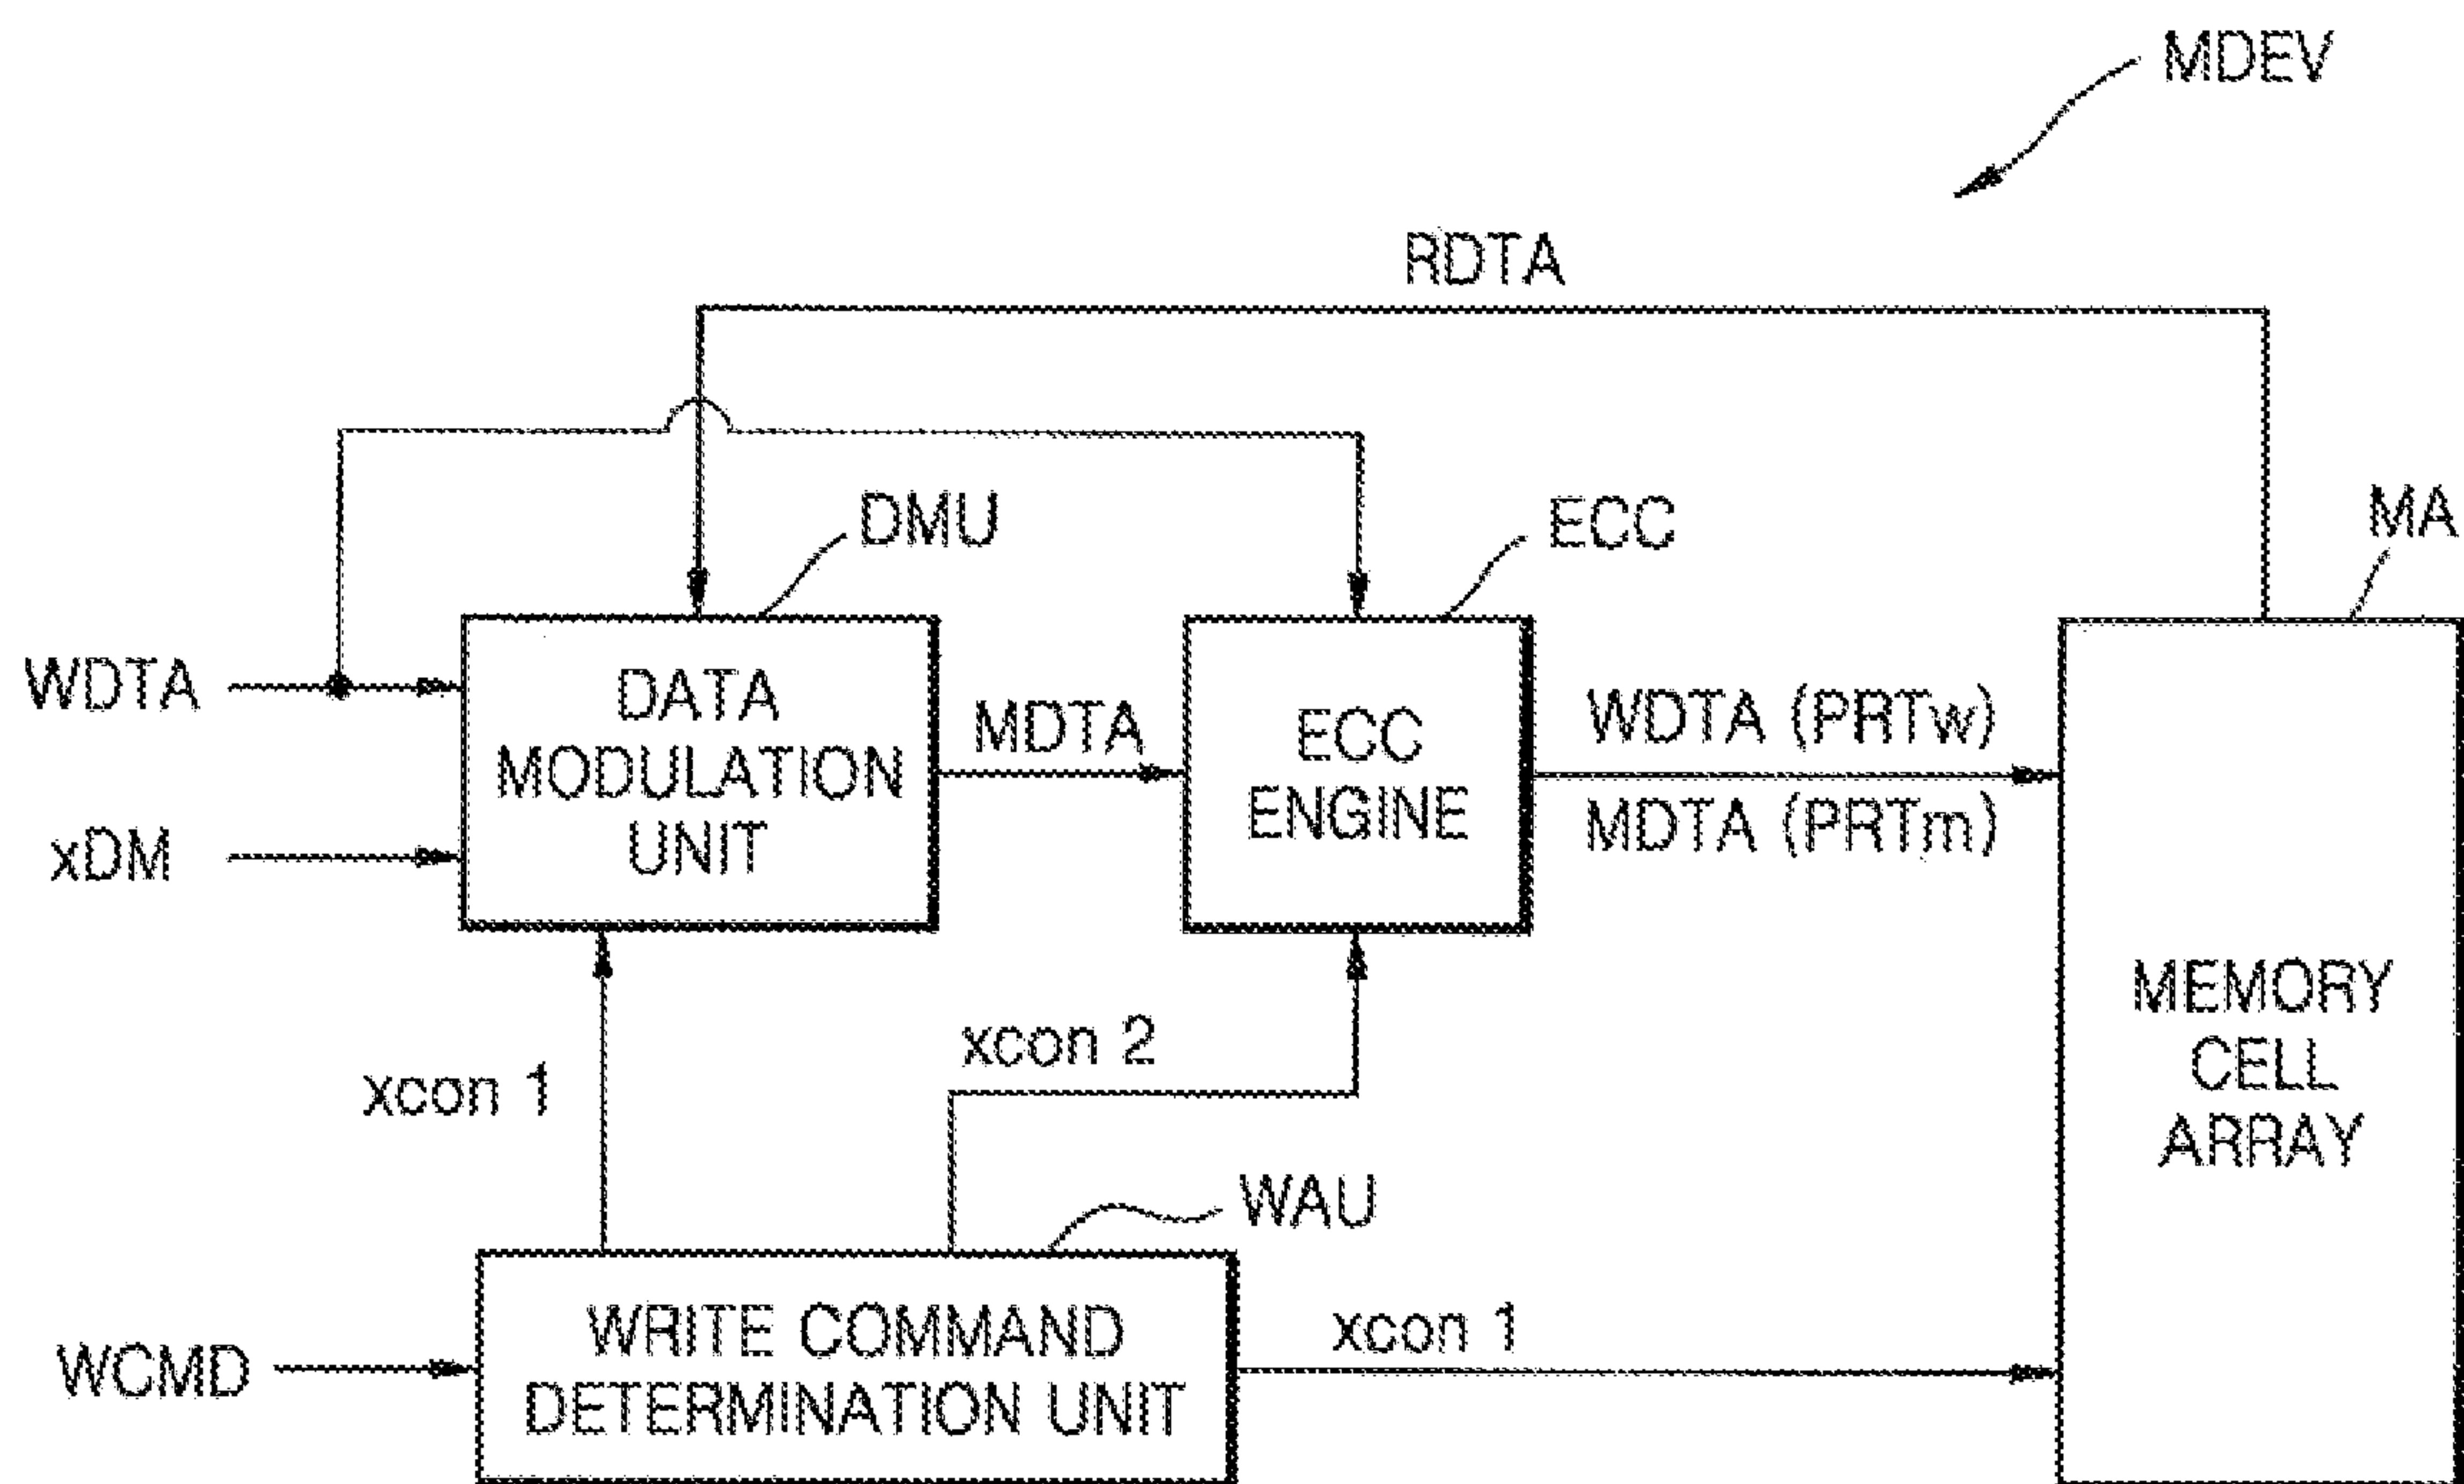 MDEV
RDTA
DMU
ECC
MA
WDTA
xDM
DATA
MODULATION
UNIT
MDTA
ECC
ENGINE
WDTA (PRTw)
MDTA (PRTm)
MEMORY
CELL
ARRAY
xcon 1
xcon 2
WAU
WCMD
WRITE COMMAND
DETERMINATION UNIT
xcon 1